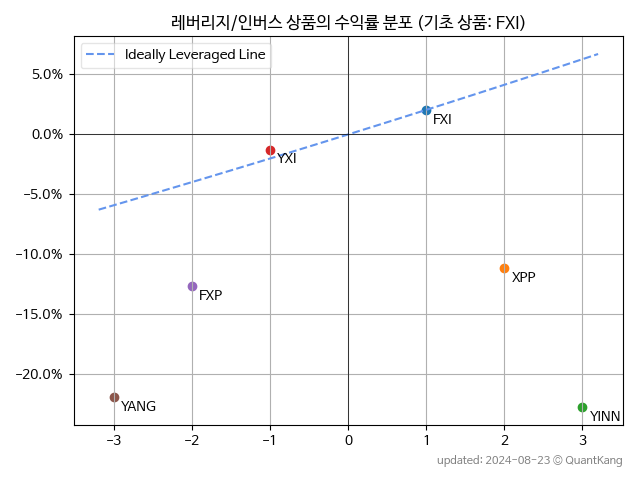 레버리지/인버스 상품의 수익률 분포 (기초 상품: FXI)
Ideally Leveraged Line
5.0%
0.0%
−5.0%
−10.0%
−15.0%
−20.0%
FXI
YXI
XPP
FXP
YANG
YINN
−3 −2 −1 0 1 2 3
updated: 2024-08-23 © QuantKang